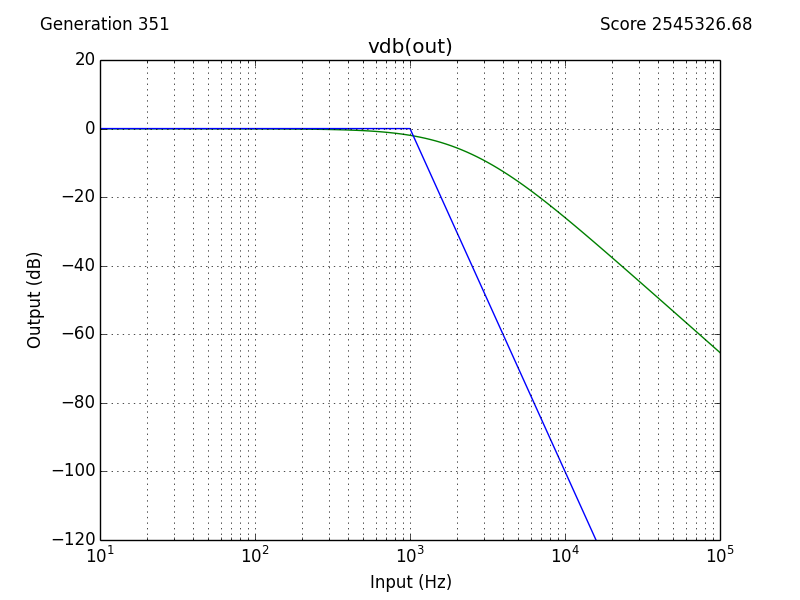 Generation 351
Score 2545326.68
vdb(out)
20
0
−20
−40
−60
−80
−100
−120
Output (dB)
10¹
10²
10³
10⁴
10⁵
Input (Hz)